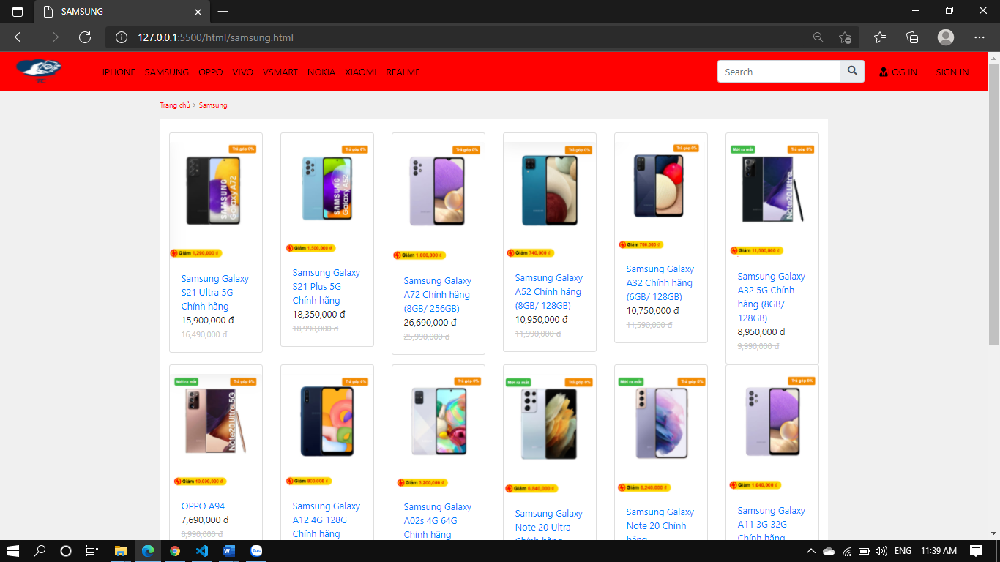 SAMSUNG
127.0.0.1:5500/html/samsung.html
IPHONE SAMSUNG OPPO VIVO VSMART NOKIA XIAOMI REALME
Search
LOG IN
SIGN IN
Trang chủ > Samsung
Trả góp 0%
SAMSUNG
Galaxy A72
Giảm 1,200,000 đ
Samsung Galaxy
S21 Ultra 5G
Chính hãng
15,900,000 đ
16,490,000 đ
Trả góp 0%
SAMSUNG
Galaxy A52
Giảm 1,500,000 đ
Samsung Galaxy
S21 Plus 5G
Chính hãng
18,350,000 đ
18,990,000 đ
Trả góp 0%
Giảm 1,000,000 đ
Samsung Galaxy
A72 Chính hãng
(8GB/ 256GB)
26,690,000 đ
25,990,000 đ
Trả góp 0%
Giảm 740,000 đ
Samsung Galaxy
A52 Chính hãng
(8GB/ 128GB)
10,950,000 đ
11,990,000 đ
Trả góp 0%
Giảm 700,000 đ
Samsung Galaxy
A32 Chính hãng
(6GB/ 128GB)
10,750,000 đ
11,590,000 đ
Mới ra mắt
Trả góp 0%
Note20 Ultra
Giảm 11,500,000 đ
Samsung Galaxy
A32 5G Chính
hãng (8GB/
128GB)
8,950,000 đ
9,990,000 đ
Mới ra mắt
Trả góp 0%
Note20 Ultra 5G
Giảm 10,000,000 đ
OPPO A94
7,690,000 đ
8,990,000 đ
Trả góp 0%
Giảm 800,000 đ
Samsung Galaxy
A12 4G 128G
Chính hãng
Trả góp 0%
Giảm 3,200,000 đ
Samsung Galaxy
A02s 4G 64G
Chính hãng
Mới ra mắt
Trả góp 0%
Giảm 6,840,000 đ
Samsung Galaxy
Note 20 Ultra
Chính hãng
Mới ra mắt
Trả góp 0%
Giảm 6,240,000 đ
Samsung Galaxy
Note 20 Chính
hãng
Trả góp 0%
Giảm 1,040,000 đ
Samsung Galaxy
A11 3G 32G
Chính hãng
Zalo
ENG
11:39 AM